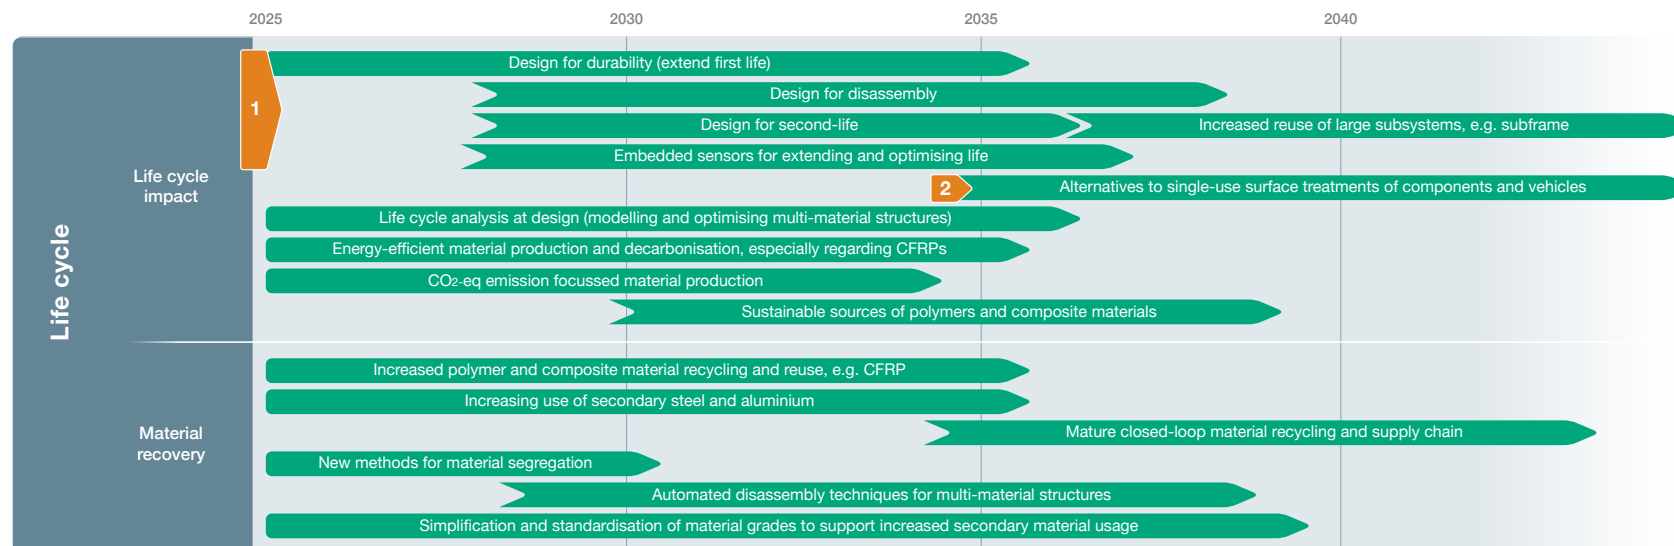 2025 2030 2035 2040
Life cycle
Life cycle
impact
1
Design for durability (extend first life)
Design for disassembly
Design for second-life
Increased reuse of large subsystems, e.g. subframe
Embedded sensors for extending and optimising life
2
Alternatives to single-use surface treatments of components and vehicles
Life cycle analysis at design (modelling and optimising multi-material structures)
Energy-efficient material production and decarbonisation, especially regarding CFRPs
CO2-eq emission focussed material production
Sustainable sources of polymers and composite materials
Material
recovery
Increased polymer and composite material recycling and reuse, e.g. CFRP
Increasing use of secondary steel and aluminium
Mature closed-loop material recycling and supply chain
New methods for material segregation
Automated disassembly techniques for multi-material structures
Simplification and standardisation of material grades to support increased secondary material usage